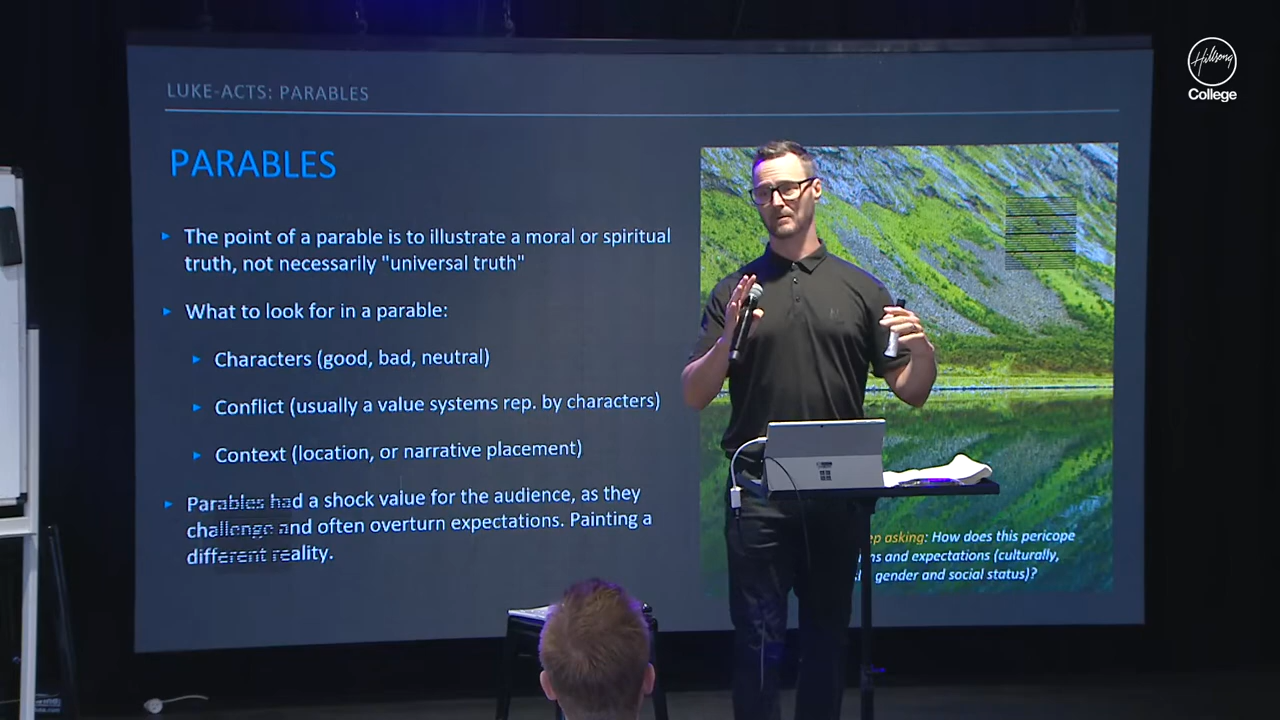 Hillsong
College
LUKE-ACTS: PARABLES
PARABLES
The point of a parable is to illustrate a moral or spiritual
truth, not necessarily "universal truth"
What to look for in a parable:
Characters (good, bad, neutral)
Conflict (usually a value systems rep. by characters)
Context (location, or narrative placement)
Parables had a shock value for the audience, as they
challenge and often overturn expectations. Painting a
different reality.
asking: How does this pericope
and expectations (culturally,
gender and social status)?